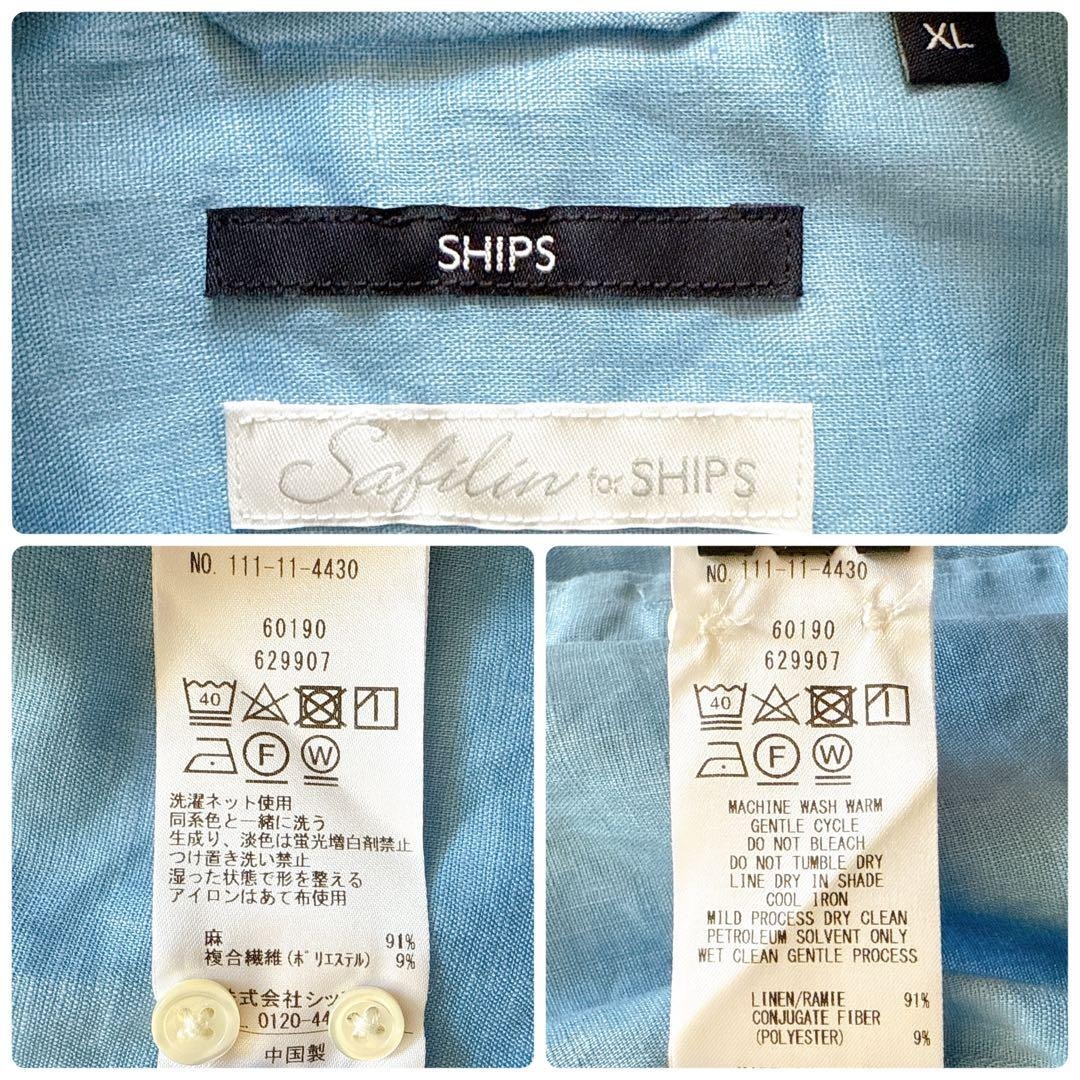 XL
SHIPS
Safilin for SHIPS
NO. 111-11-4430
60190
629907
40
F W
洗濯ネット使用
同系色と一緒に洗う
生成り、淡色は蛍光増白剤禁止
つけ置き洗い禁止
湿った状態で形を整える
アイロンはあて布使用
麻 91%
複合繊維(ﾎﾟﾘｴｽﾃﾙ) 9%
式会社シッ
0120-44
中国製
NO. 111-11-4430
60190
629907
40
F W
MACHINE WASH WARM
GENTLE CYCLE
DO NOT BLEACH
DO NOT TUMBLE DRY
LINE DRY IN SHADE
COOL IRON
MILD PROCESS DRY CLEAN
PETROLEUM SOLVENT ONLY
WET CLEAN GENTLE PROCESS
LINEN/RAMIE 91%
CONJUGATE FIBER
(POLYESTER) 9%